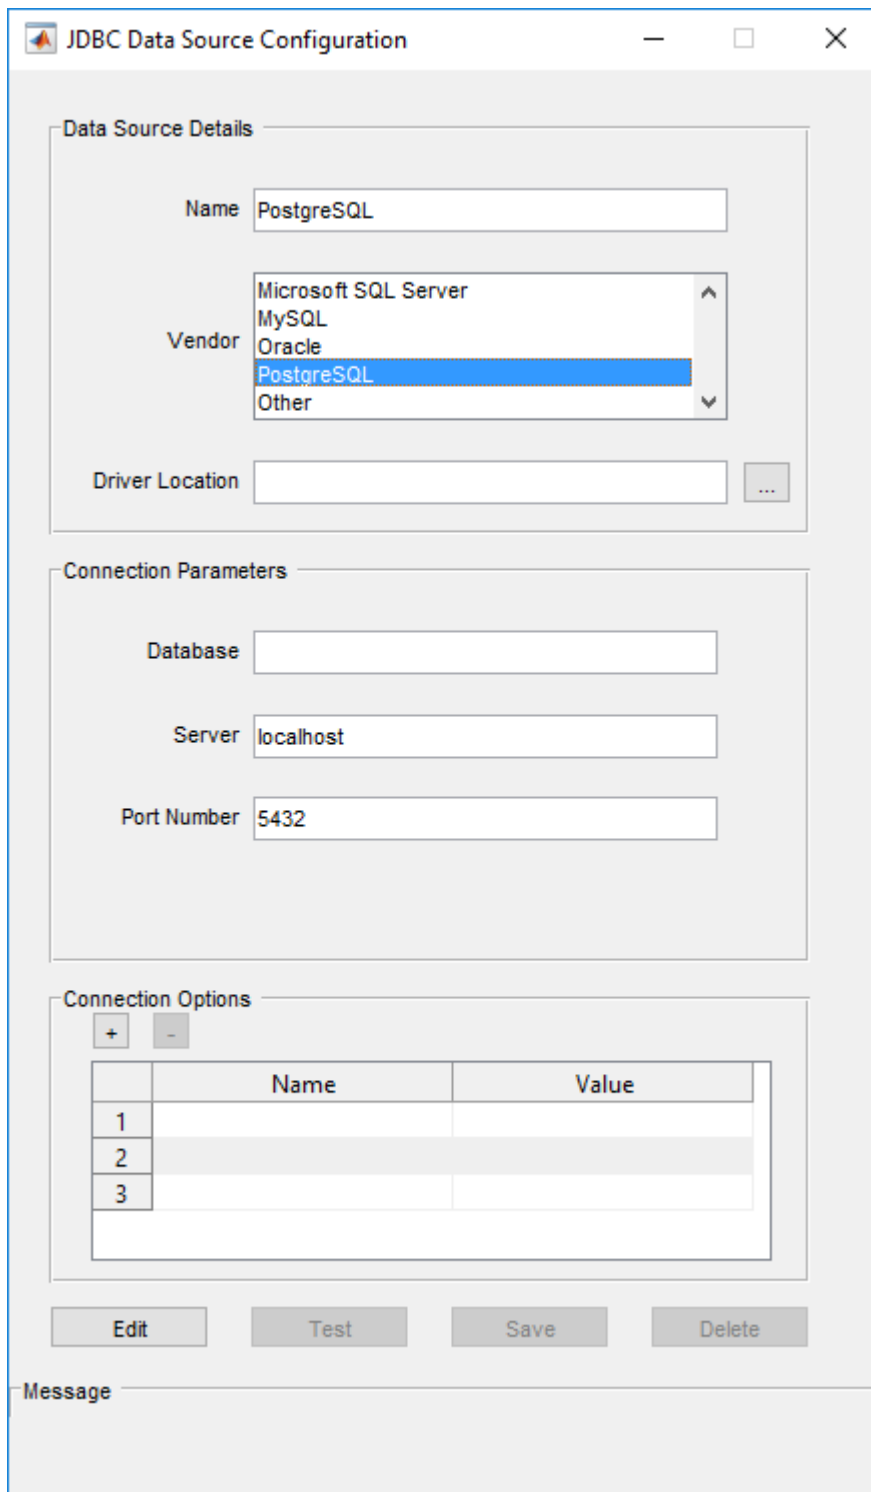 JDBC Data Source Configuration
Data Source Details
Name PostgreSQL
Microsoft SQL Server
MySQL
Vendor Oracle
PostgreSQL
Other
Driver Location ...
Connection Parameters
Database
Server localhost
Port Number 5432
Connection Options
+ -
Name Value
1
2
3
Edit Test Save Delete
Message